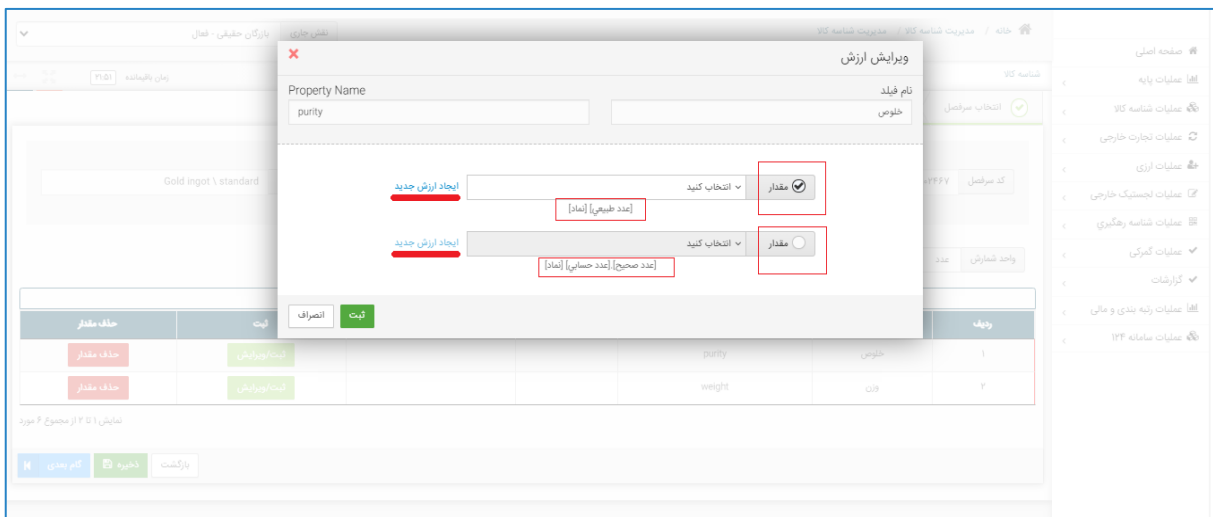 خانه / مدیریت شناسه کالا / مدیریت شناسه کالا
نقش جاری بازرگان حقیقی - فعال
صفحه اصلی
عملیات پایه
عملیات شناسه کالا
عملیات تجارت خارجی
عملیات ارزی
عملیات لجستیک خارجی
عملیات شناسه رهگیری
عملیات گمرکی
گزارشات
عملیات رتبه بندی و مالی
عملیات سامانه ۱۲۴
شناسه کالا
زمان باقیمانده ۲۱:۵۱
انتخاب سرفصل
ویرایش ارزش
نام فیلد
Property Name
خلوص
purity
مقدار انتخاب کنید ایجاد ارزش جدید
[عدد طبیعي] [نماد]
مقدار انتخاب کنید ایجاد ارزش جدید
[عدد صحیح].[عدد حسابي] [نماد]
ثبت انصراف
کد سرفصل
Gold ingot \ standard
واحد شمارش عدد
ردیف ثبت حذف مقدار
۱ خلوص purity ثبت/ویرایش حذف مقدار
۲ وزن weight ثبت/ویرایش حذف مقدار
نمایش ۱ تا ۲ از مجموع ۶ مورد
بازگشت ذخیره گام بعدی